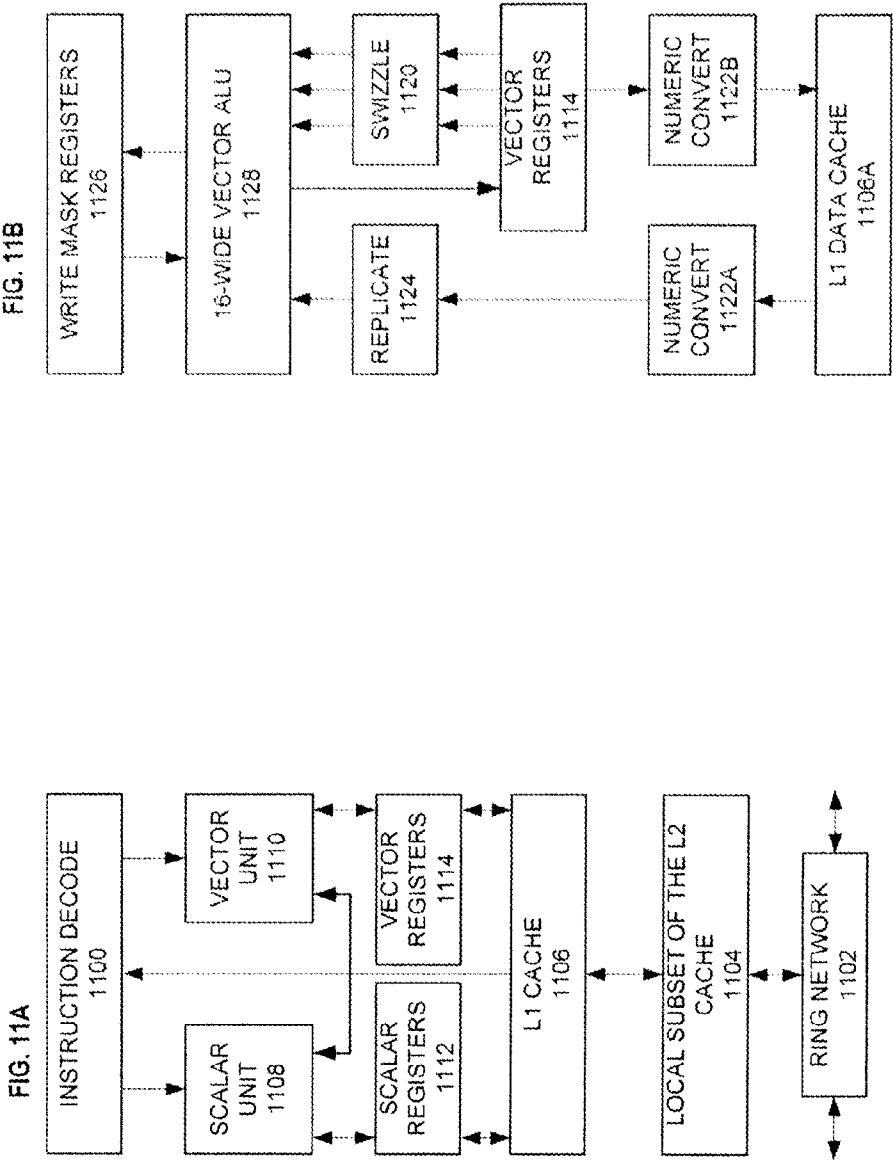 FIG. 11A
INSTRUCTION DECODE
1100
SCALAR
UNIT
1108
VECTOR
UNIT
1110
SCALAR
REGISTERS
1112
VECTOR
REGISTERS
1114
L1 CACHE
1106
LOCAL SUBSET OF THE L2
CACHE
1104
RING NETWORK
1102
FIG. 11B
WRITE MASK REGISTERS
1126
16-WIDE VECTOR ALU
1128
REPLICATE
1124
SWIZZLE
1120
VECTOR
REGISTERS
1114
NUMERIC
CONVERT
1122A
NUMERIC
CONVERT
1122B
L1 DATA CACHE
1106A